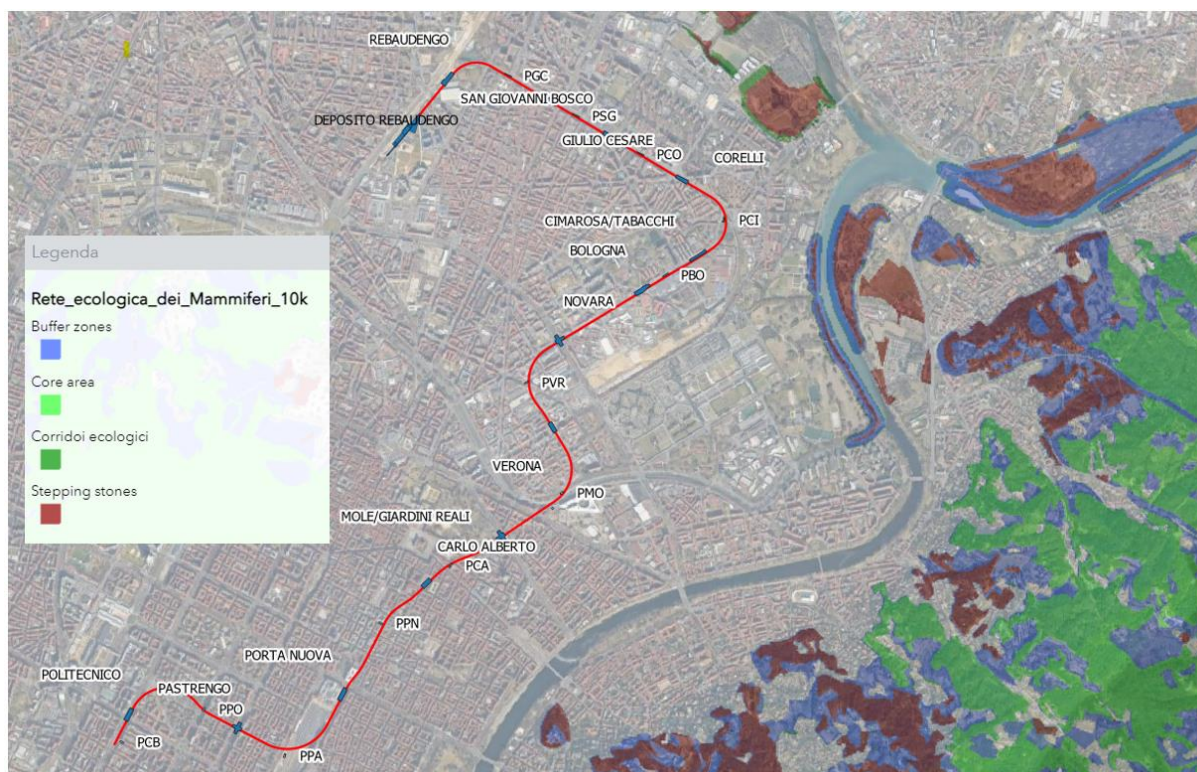 REBAUDENGO
PGC
SAN GIOVANNI BOSCO
PSG
DEPOSITO REBAUDENGO
GIULIO CESARE
PCO
CORELLI
CIMAROSA/TABACCHI
PCI
BOLOGNA
PBO
NOVARA
PVR
VERONA
PMO
MOLE/GIARDINI REALI
CARLO ALBERTO
PCA
PPN
PORTA NUOVA
POLITECNICO
PASTRENGO
PPO
PCB
PPA
Legenda
Rete_ecologica_dei_Mammiferi_10k
Buffer zones
Core area
Corridoi ecologici
Stepping stones